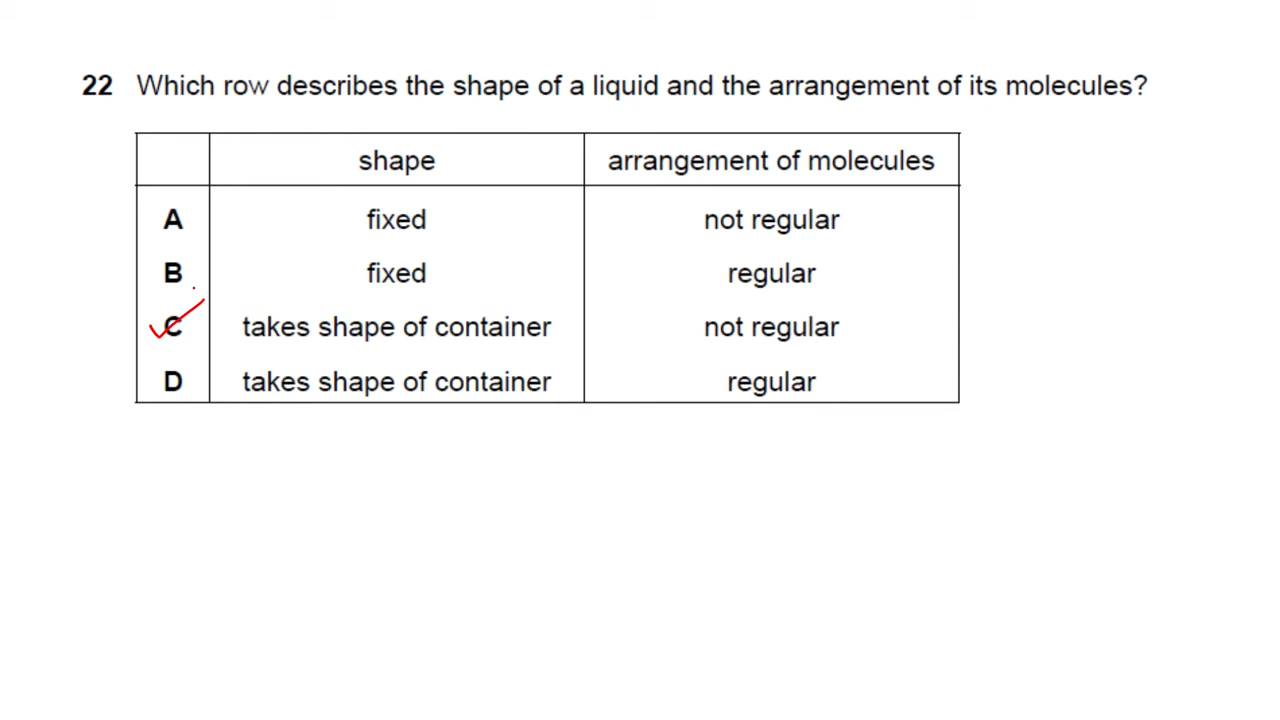 22 Which row describes the shape of a liquid and the arrangement of its molecules?
shape arrangement of molecules
A fixed not regular
B fixed regular
C takes shape of container not regular
D takes shape of container regular